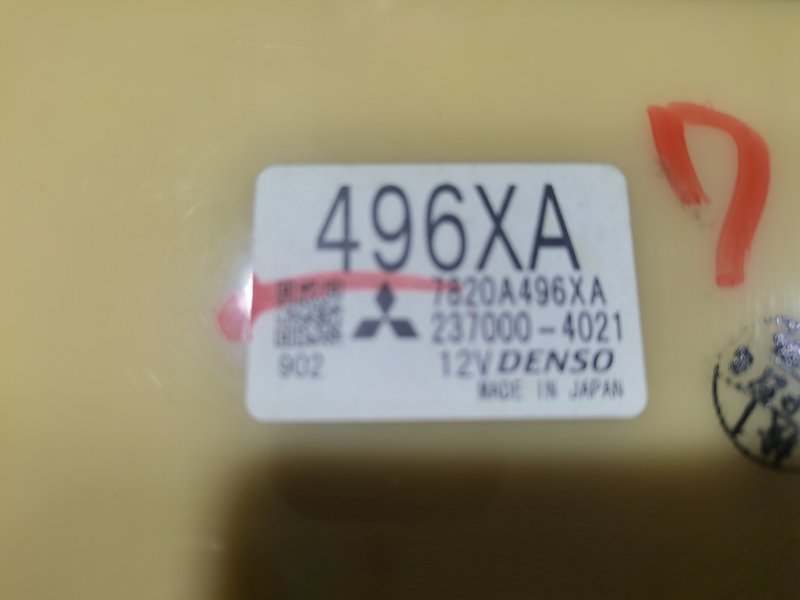 496XA
7820A496XA
237000-4021
902 12V DENSO
MADE IN JAPAN